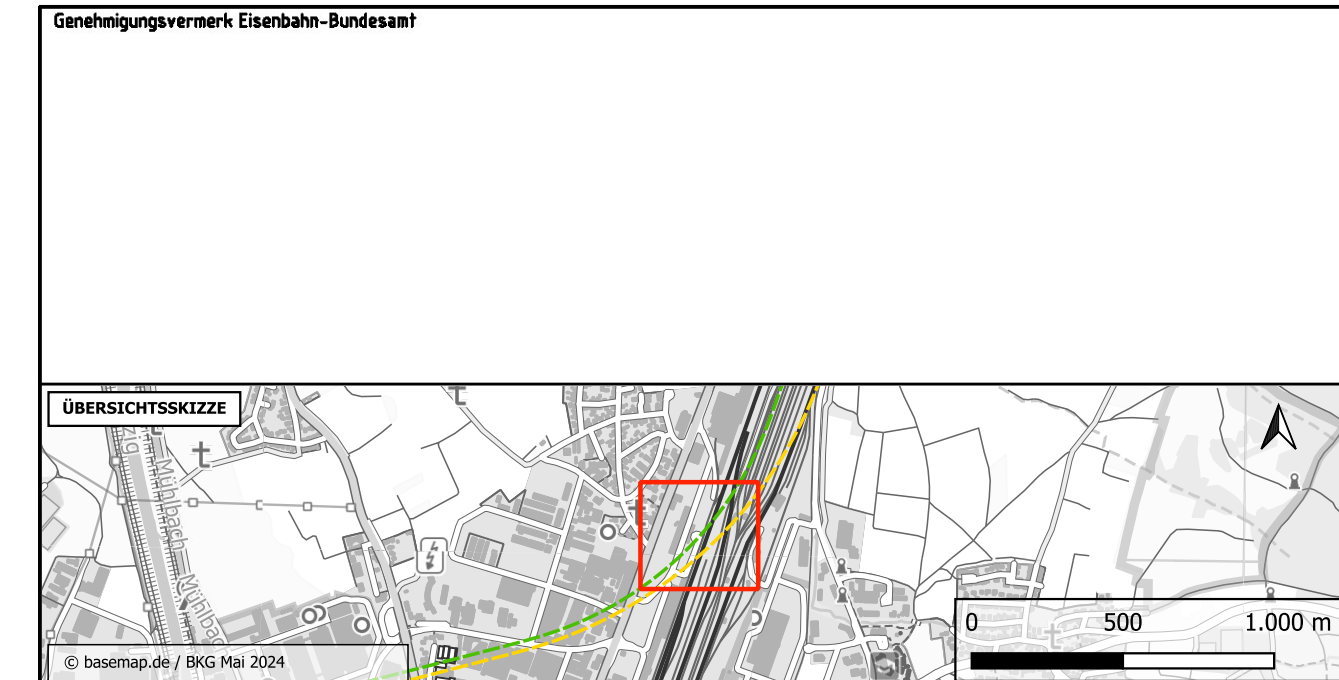 Genehmigungsvermerk Eisenbahn-Bundesamt
ÜBERSICHTSSKIZZE
Mühlbach
Mühlbach
0 500 1.000 m
© basemap.de / BKG Mai 2024